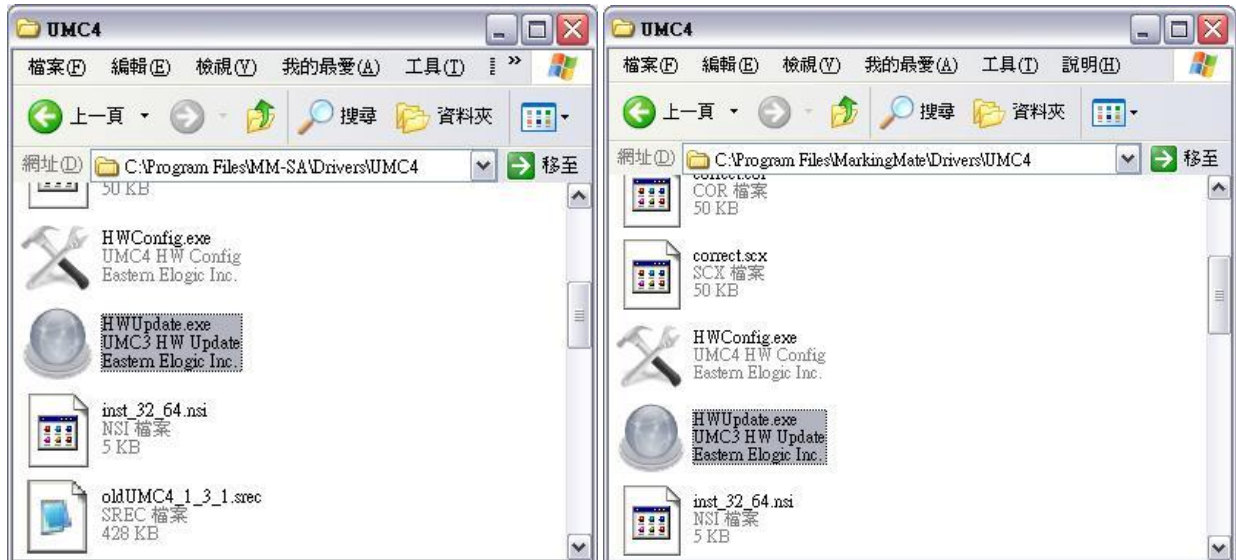 UMC4
檔案(F) 編輯(E) 檢視(V) 我的最愛(A) 工具(T) »
上一頁 搜尋 資料夾
網址(D) C:\Program Files\MM-SA\Drivers\UMC4 移至
50 KB
HWConfig.exe
UMC4 HW Config
Eastern Elogic Inc.
HWUpdate.exe
UMC3 HW Update
Eastern Elogic Inc.
inst_32_64.nsi
NSI 檔案
5 KB
oldUMC4_1_3_1.srec
SREC 檔案
428 KB
UMC4
檔案(F) 編輯(E) 檢視(V) 我的最愛(A) 工具(T) 說明(H)
上一頁 搜尋 資料夾
網址(D) C:\Program Files\MarkingMate\Drivers\UMC4 移至
correct.cor
COR 檔案
50 KB
correct.scx
SCX 檔案
50 KB
HWConfig.exe
UMC4 HW Config
Eastern Elogic Inc.
HWUpdate.exe
UMC3 HW Update
Eastern Elogic Inc.
inst_32_64.nsi
NSI 檔案
5 KB